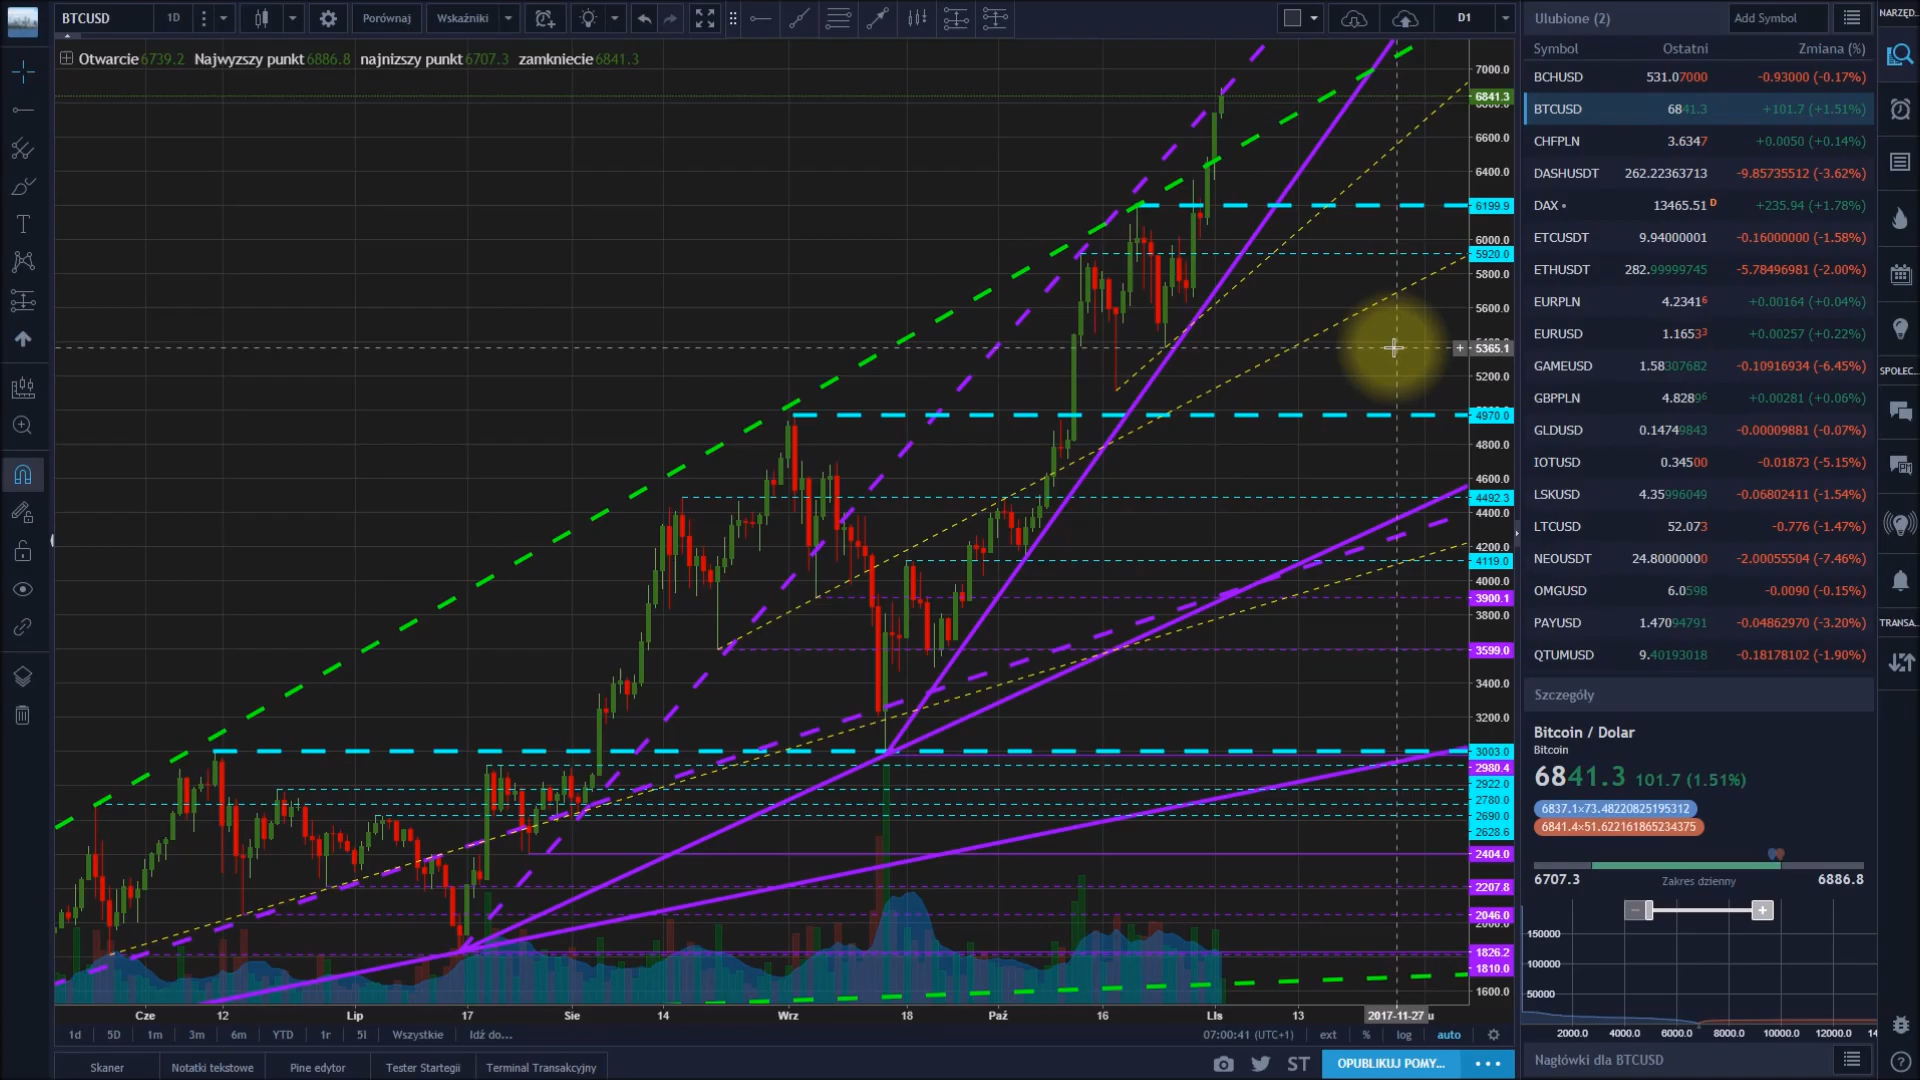 BTCUSD 1D Porównaj Wskaźniki D1
Otwarcie 6739.2 Najwyzszy punkt 6886.8 najnizszy punkt 6707.3 zamkniecie 6841.3
7000.0
6841.3
6600.0
6400.0
6199.9
6000.0
5920.0
5800.0
5600.0
5365.1
5200.0
4970.0
4800.0
4600.0
4492.3
4400.0
4200.0
4119.0
4000.0
3900.1
3800.0
3599.0
3400.0
3200.0
3003.0
2980.4
2922.0
2780.0
2690.0
2628.6
2404.0
2207.8
2046.0
1826.2
1810.0
1600.0
Cze 12 Lip 17 Sie 14 Wrz 18 Paź 16 Lis 13 2017-11-27
1d 5D 1m 3m 6m YTD 1r 5l Wszystkie Idź do... 07:00:41 (UTC+1) ext % log auto
Skaner Notatki tekstowe Pine edytor Tester Startegii Terminal Transakcyjny ST OPUBLIKUJ POMY...
Ulubione (2) Add Symbol
Symbol Ostatni Zmiana (%)
BCHUSD 531.07000 -0.93000 (-0.17%)
BTCUSD 6841.3 +101.7 (+1.51%)
CHFPLN 3.6347 +0.0050 (+0.14%)
DASHUSDT 262.22363713 -9.85735512 (-3.62%)
DAX 13465.51 D +235.94 (+1.78%)
ETCUSDT 9.94000001 -0.16000000 (-1.58%)
ETHUSDT 282.99999745 -5.78496981 (-2.00%)
EURPLN 4.23416 +0.00164 (+0.04%)
EURUSD 1.16533 +0.00257 (+0.22%)
GAMEUSD 1.58307682 -0.10916934 (-6.45%)
GBPPLN 4.82896 +0.00281 (+0.06%)
GLDUSD 0.14749843 -0.00009881 (-0.07%)
IOTUSD 0.34500 -0.01873 (-5.15%)
LSKUSD 4.35996049 -0.06802411 (-1.54%)
LTCUSD 52.073 -0.776 (-1.47%)
NEOUSDT 24.80000000 -2.00055504 (-7.46%)
OMGUSD 6.0598 -0.0090 (-0.15%)
PAYUSD 1.47094791 -0.04862970 (-3.20%)
QTUMUSD 9.40193018 -0.18178102 (-1.90%)
Szczegóły
Bitcoin / Dolar
Bitcoin
6841.3 101.7 (1.51%)
6837.1×73.48220825195312
6841.4×51.622161865234375
6707.3 Zakres dzienny 6886.8
150000
100000
50000
2000.0 4000.0 6000.0 8000.0 10000.0 12000.0
Nagłówki dla BTCUSD
NARZĘD...
SPOŁEC...
TRANSA...